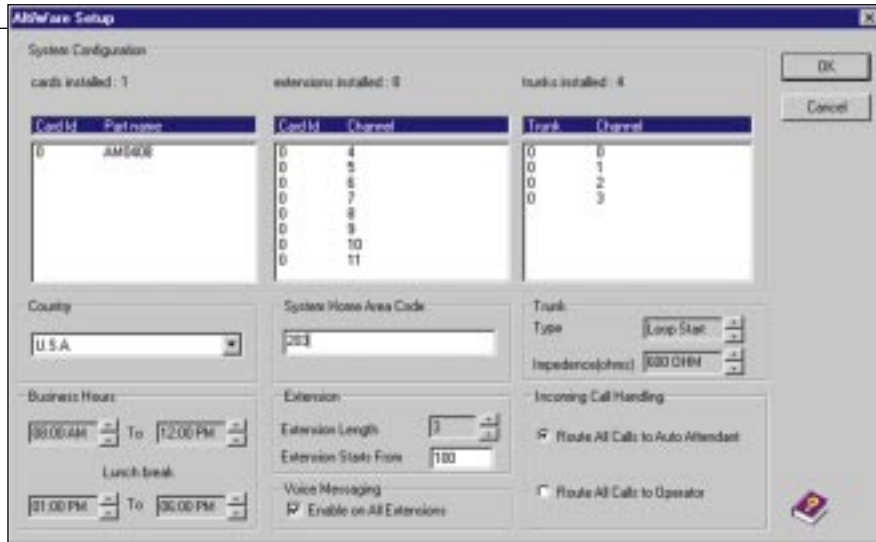 AltiWare Setup
System Configuration
cards installed : 1
extensions installed : 8
trunks installed : 4
OK
Cancel
Card Id Part name
0 AM0408
Card Id Channel
0 4
0 5
0 6
0 7
0 8
0 9
0 10
0 11
Trunk Channel
0 0
0 1
0 2
0 3
Country
U.S.A.
System Home Area Code
203
Trunk
Type Loop Start
Impedence(ohms) 600 OHM
Business Hours
08:00 AM To 12:00 PM
Lunch break
01:00 PM To 06:00 PM
Extension
Extension Length 3
Extension Starts From 100
Voice Messaging
Enable on All Extensions
Incoming Call Handling
Route All Calls to Auto Attendant
Route All Calls to Operator